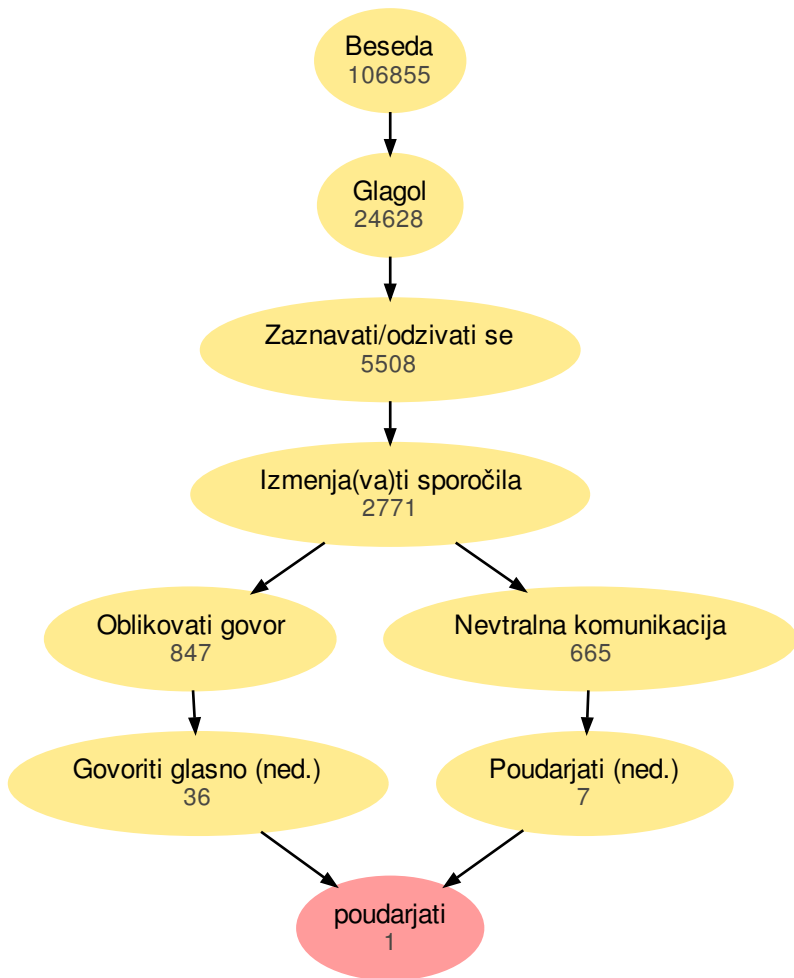 Beseda
106855
Glagol
24628
Zaznavati/odzivati se
5508
Izmenja(va)ti sporočila
2771
Oblikovati govor
847
Nevtralna komunikacija
665
Govoriti glasno (ned.)
36
Poudarjati (ned.)
7
poudarjati
1